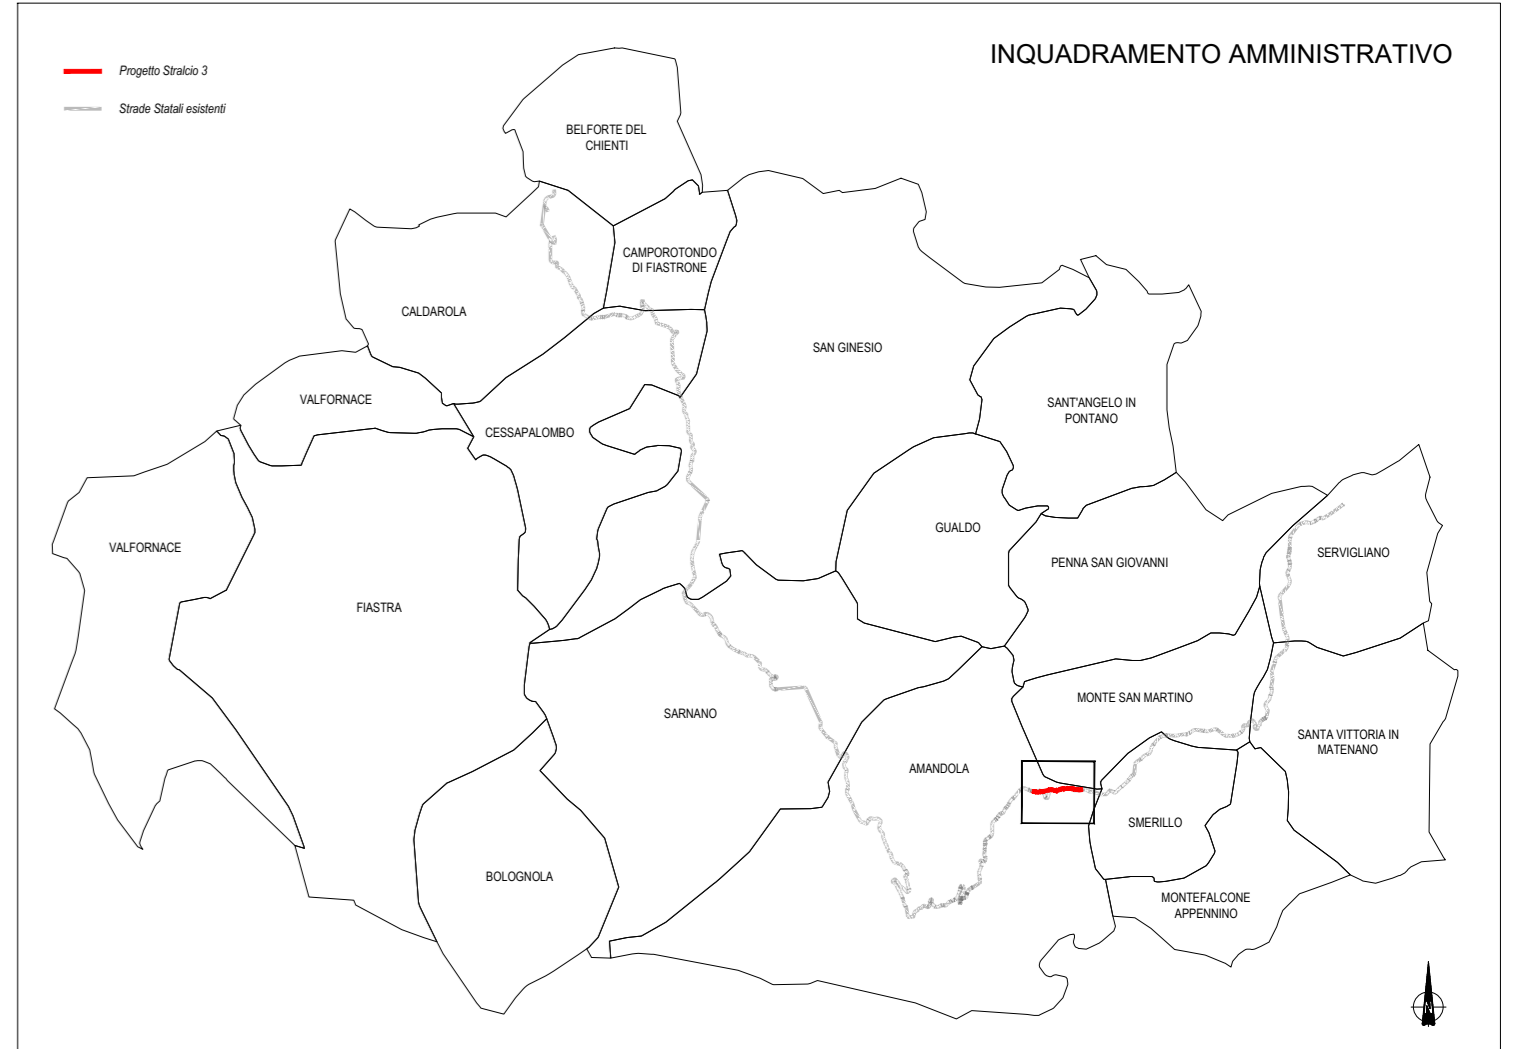 INQUADRAMENTO AMMINISTRATIVO
Progetto Stralcio 3
Strade Statali esistenti
BELFORTE DEL
CHIENTI
CAMPOROTONDO
DI FIASTRONE
CALDAROLA
SAN GINESIO
VALFORNACE
SANT'ANGELO IN
PONTANO
CESSAPALOMBO
GUALDO
VALFORNACE
SERVIGLIANO
PENNA SAN GIOVANNI
FIASTRA
MONTE SAN MARTINO
SARNANO
SANTA VITTORIA IN
MATENANO
AMANDOLA
SMERILLO
BOLOGNOLA
MONTEFALCONE
APPENNINO